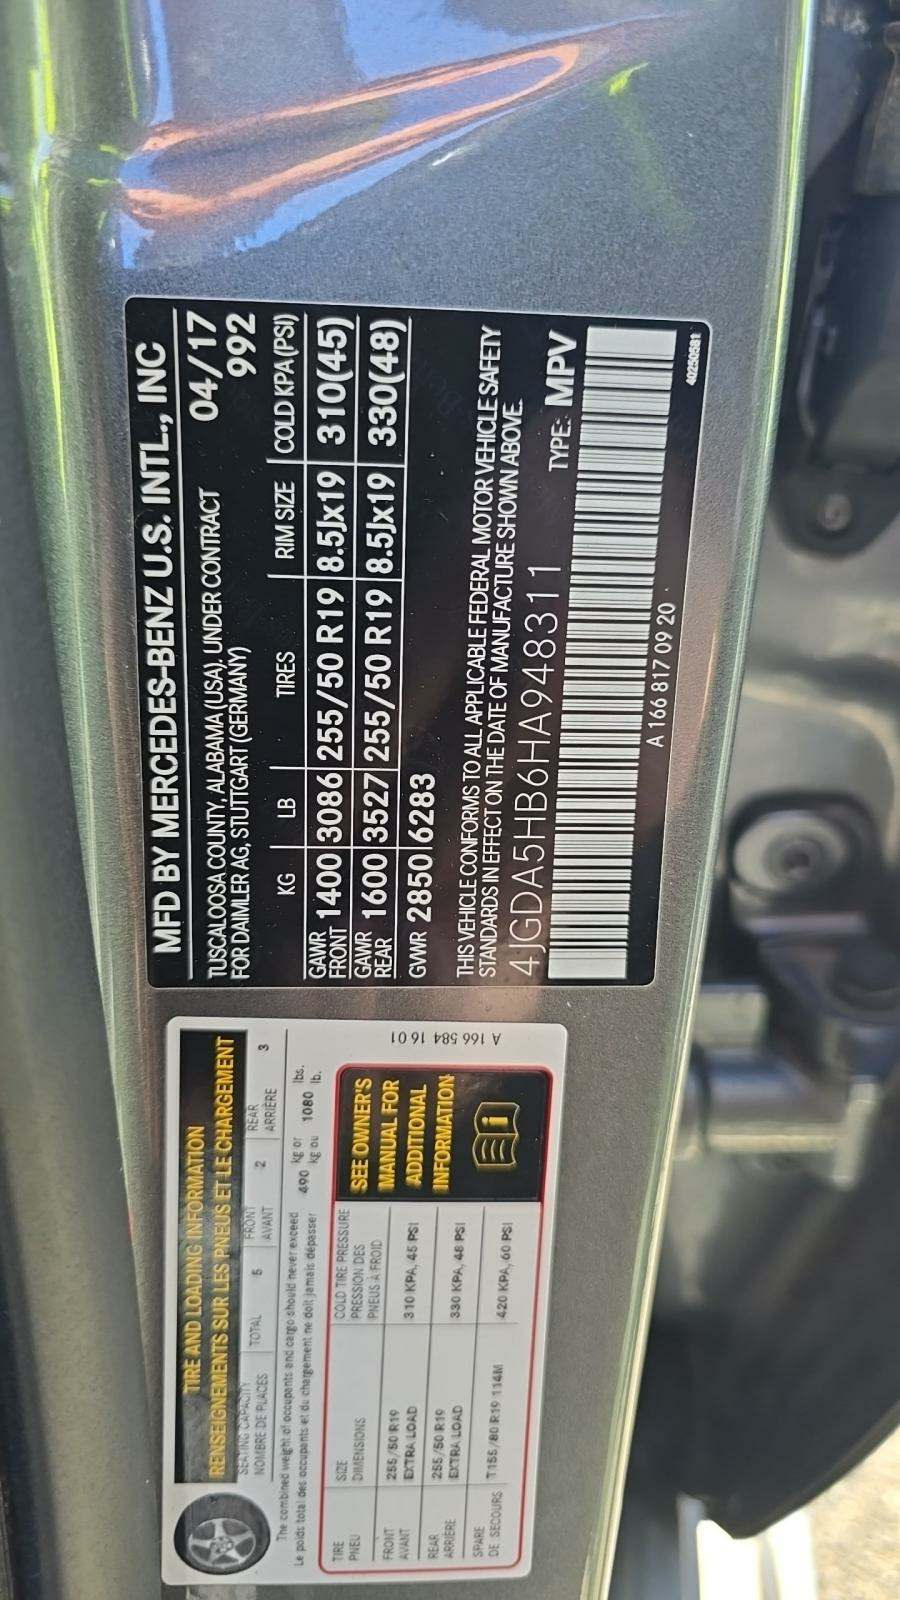 MFD BY MERCEDES-BENZ U.S. INTL., INC
TUSCALOOSA COUNTY, ALABAMA (USA), UNDER CONTRACT 04/17
FOR DAIMLER AG, STUTTGART (GERMANY) 992
KG LB TIRES RIM SIZE COLD KPA(PSI)
GAWR FRONT 1400 3086 255/50 R19 8.5Jx19 310(45)
GAWR REAR 1600 3527 255/50 R19 8.5Jx19 330(48)
GVWR 2850 6283
THIS VEHICLE CONFORMS TO ALL APPLICABLE FEDERAL MOTOR VEHICLE SAFETY
STANDARDS IN EFFECT ON THE DATE OF MANUFACTURE SHOWN ABOVE.
4JGDA5HB6HA948311 TYPE: MPV
A 166 817 09 20
40250581
TIRE AND LOADING INFORMATION
RENSEIGNEMENTS SUR LES PNEUS ET LE CHARGEMENT
SEATING CAPACITY TOTAL 5 FRONT 2 REAR 3
NOMBRE DE PLACES AVANT ARRIÈRE
The combined weight of occupants and cargo should never exceed 490 kg or 1080 lbs.
Le poids total des occupants et du chargement ne doit jamais dépasser kg ou lb.
TIRE SIZE COLD TIRE PRESSURE
PNEU DIMENSIONS PRESSION DES
PNEUS À FROID
FRONT 255/50 R19 310 KPA, 45 PSI
AVANT EXTRA LOAD
REAR 255/50 R19 330 KPA, 48 PSI
ARRIÈRE EXTRA LOAD
SPARE T155/80 R19 114M 420 KPA, 60 PSI
DE SECOURS
SEE OWNER'S
MANUAL FOR
ADDITIONAL
INFORMATION
A 166 584 16 01